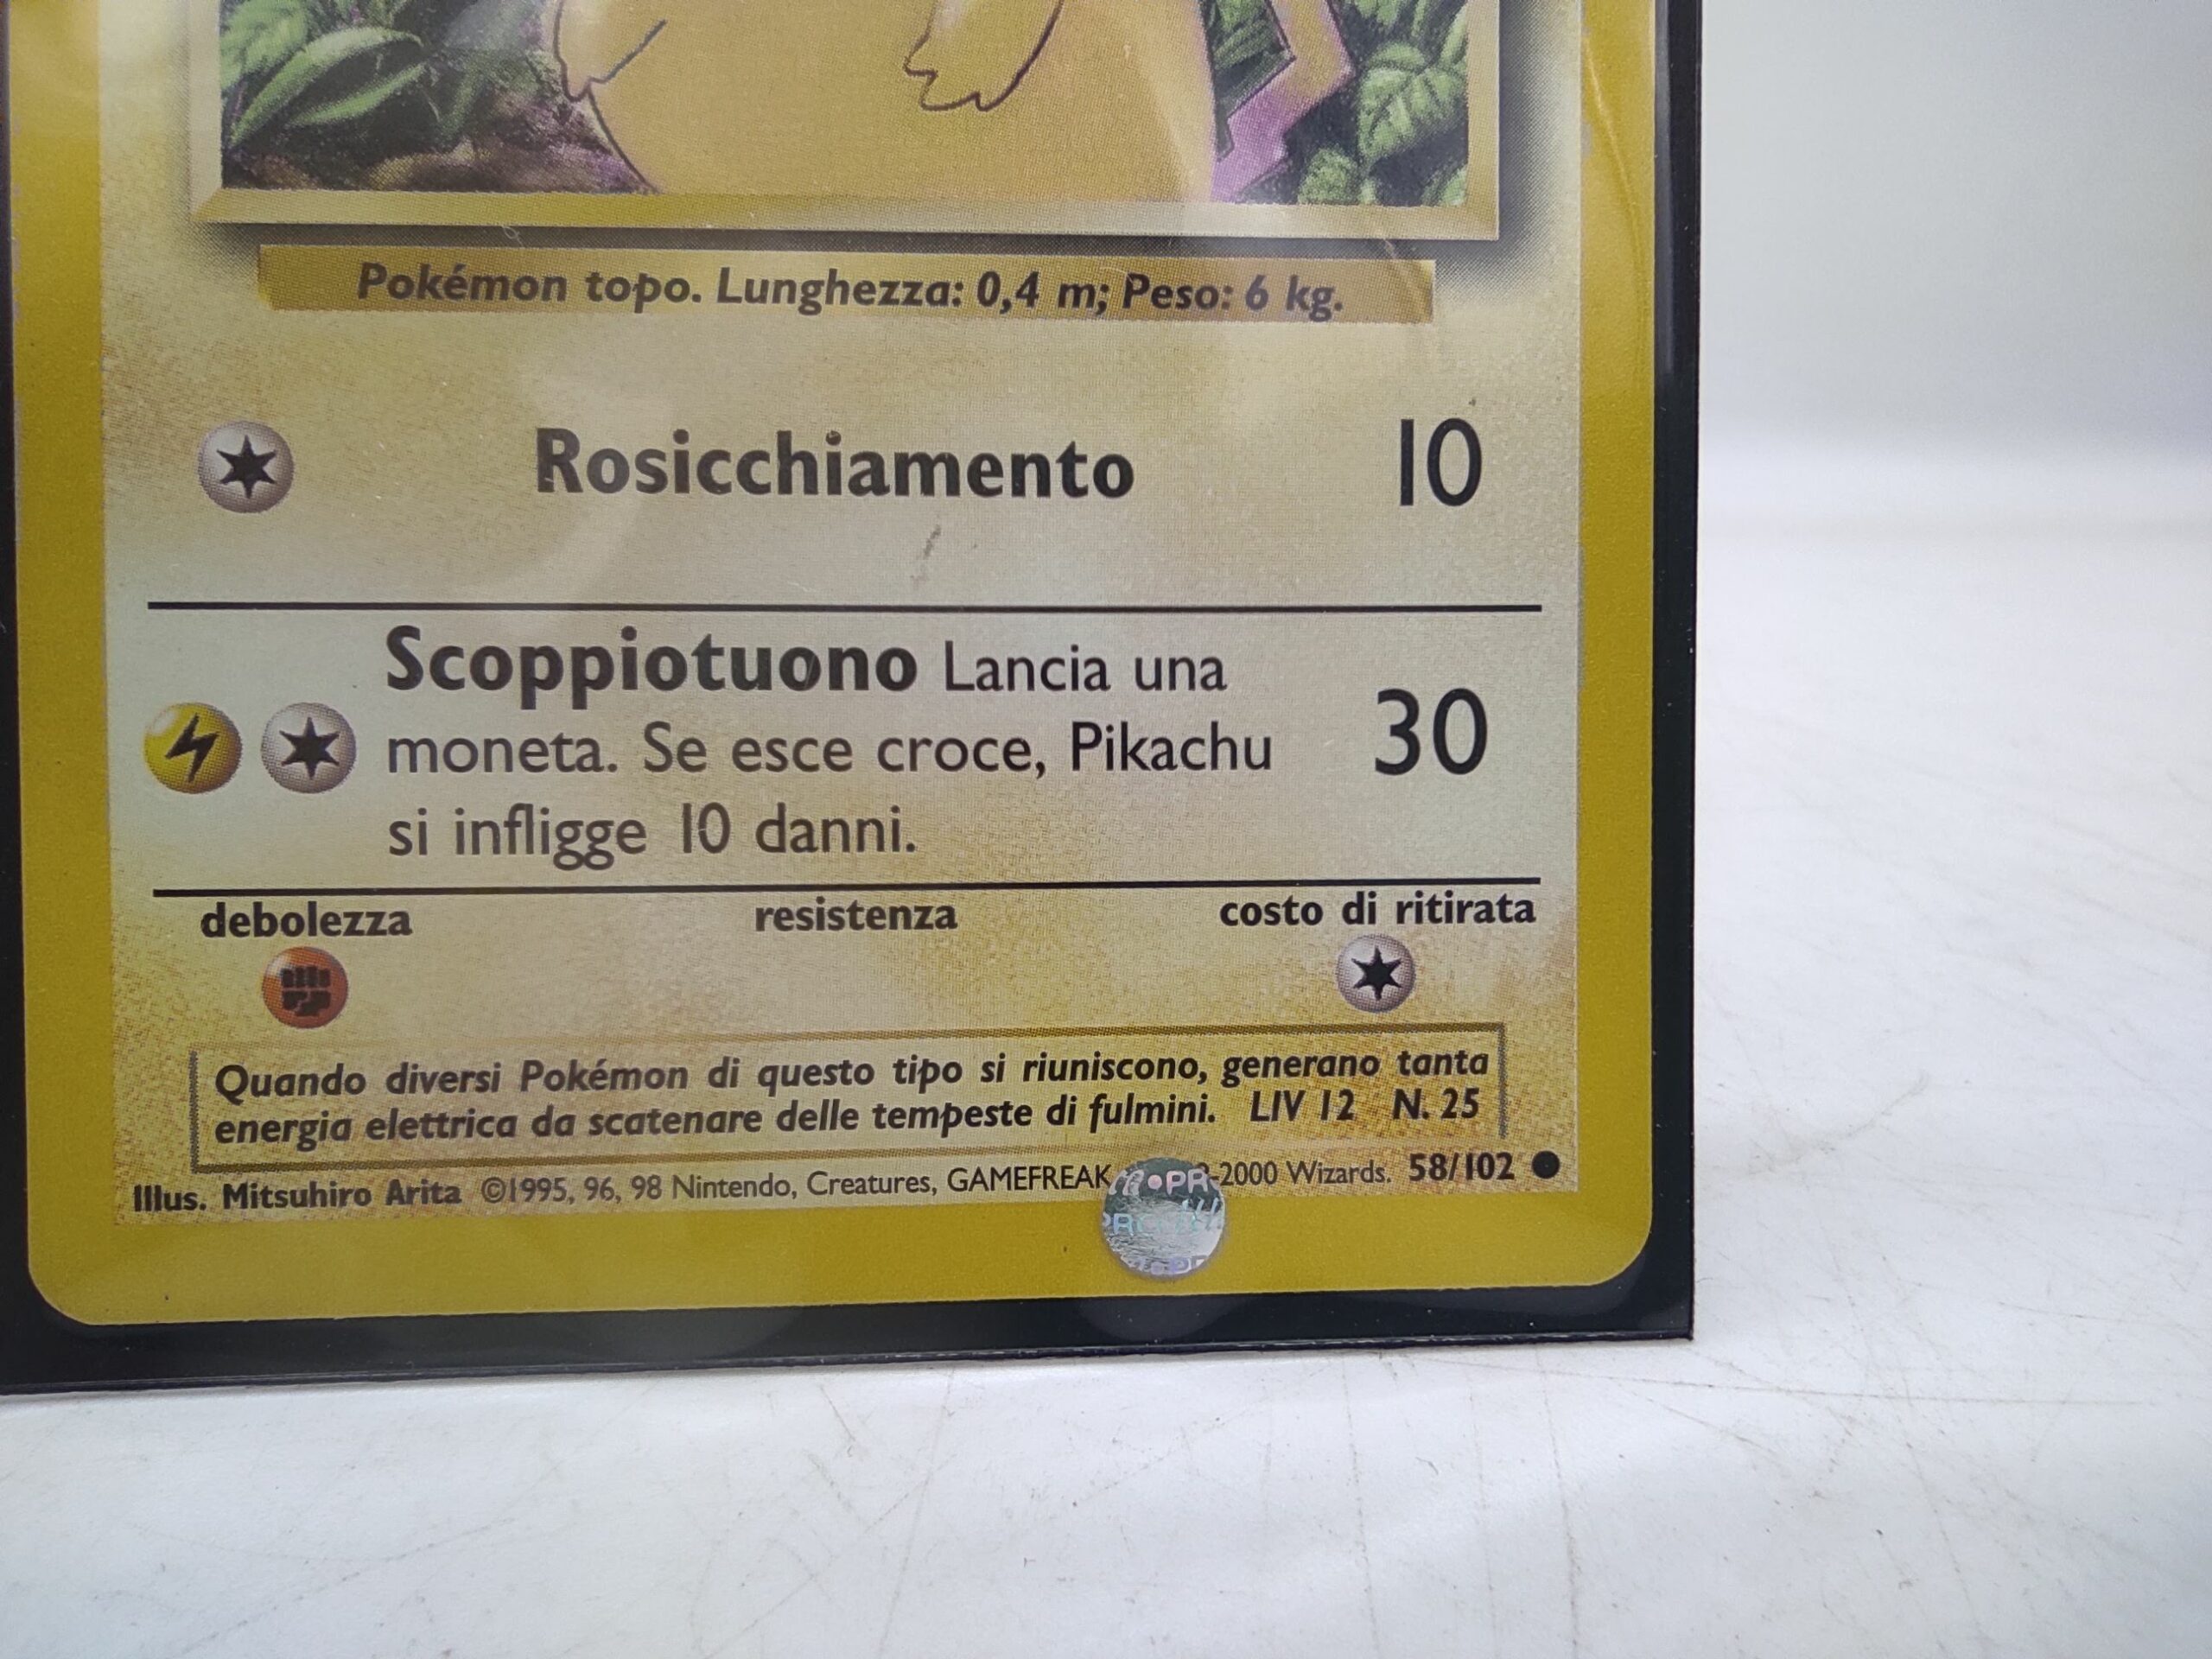 Pokémon topo. Lunghezza: 0,4 m; Peso: 6 kg.
Rosicchiamento 10
Scoppiotuono Lancia una
moneta. Se esce croce, Pikachu
si infligge 10 danni.
30
debolezza resistenza costo di ritirata
Quando diversi Pokémon di questo tipo si riuniscono, generano tanta
energia elettrica da scatenare delle tempeste di fulmini. LIV 12 N. 25
Illus. Mitsuhiro Arita ©1995, 96, 98 Nintendo, Creatures, GAMEFREAK -2000 Wizards. 58/102